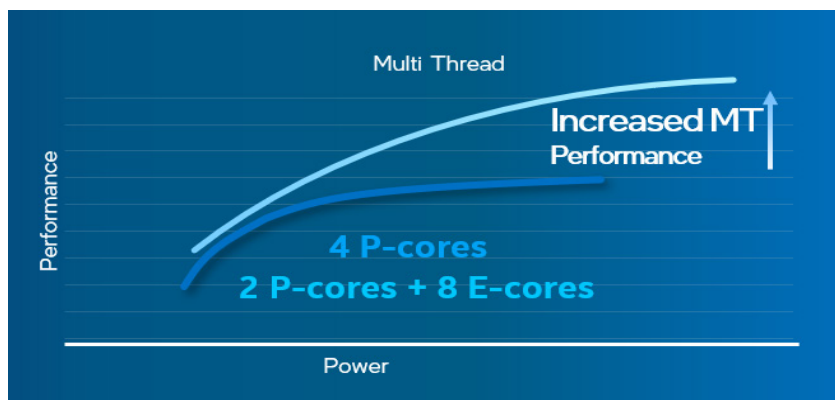 Multi Thread
Increased MT
Performance
Performance
4 P-cores
2 P-cores + 8 E-cores
Power